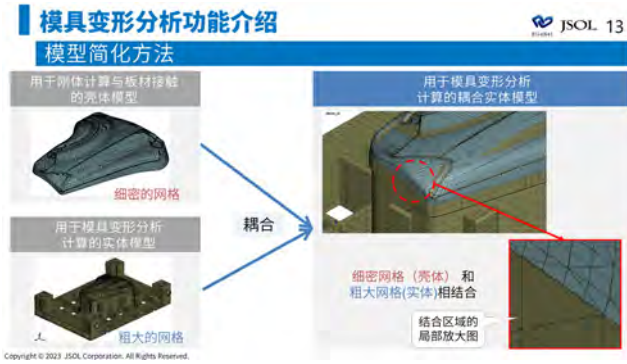 模具变形分析功能介绍
JSOL 13
模型简化方法
用于刚体计算与板材接触
的壳体模型
细密的网格
用于模具变形分析
计算的实体模型
粗大的网格
耦合
用于模具变形分析
计算的耦合实体模型
细密网格（壳体） 和
粗大网格(实体)相结合
结合区域的
局部放大图
Copyright © 2023 JSOL Corporation. All Rights Reserved.